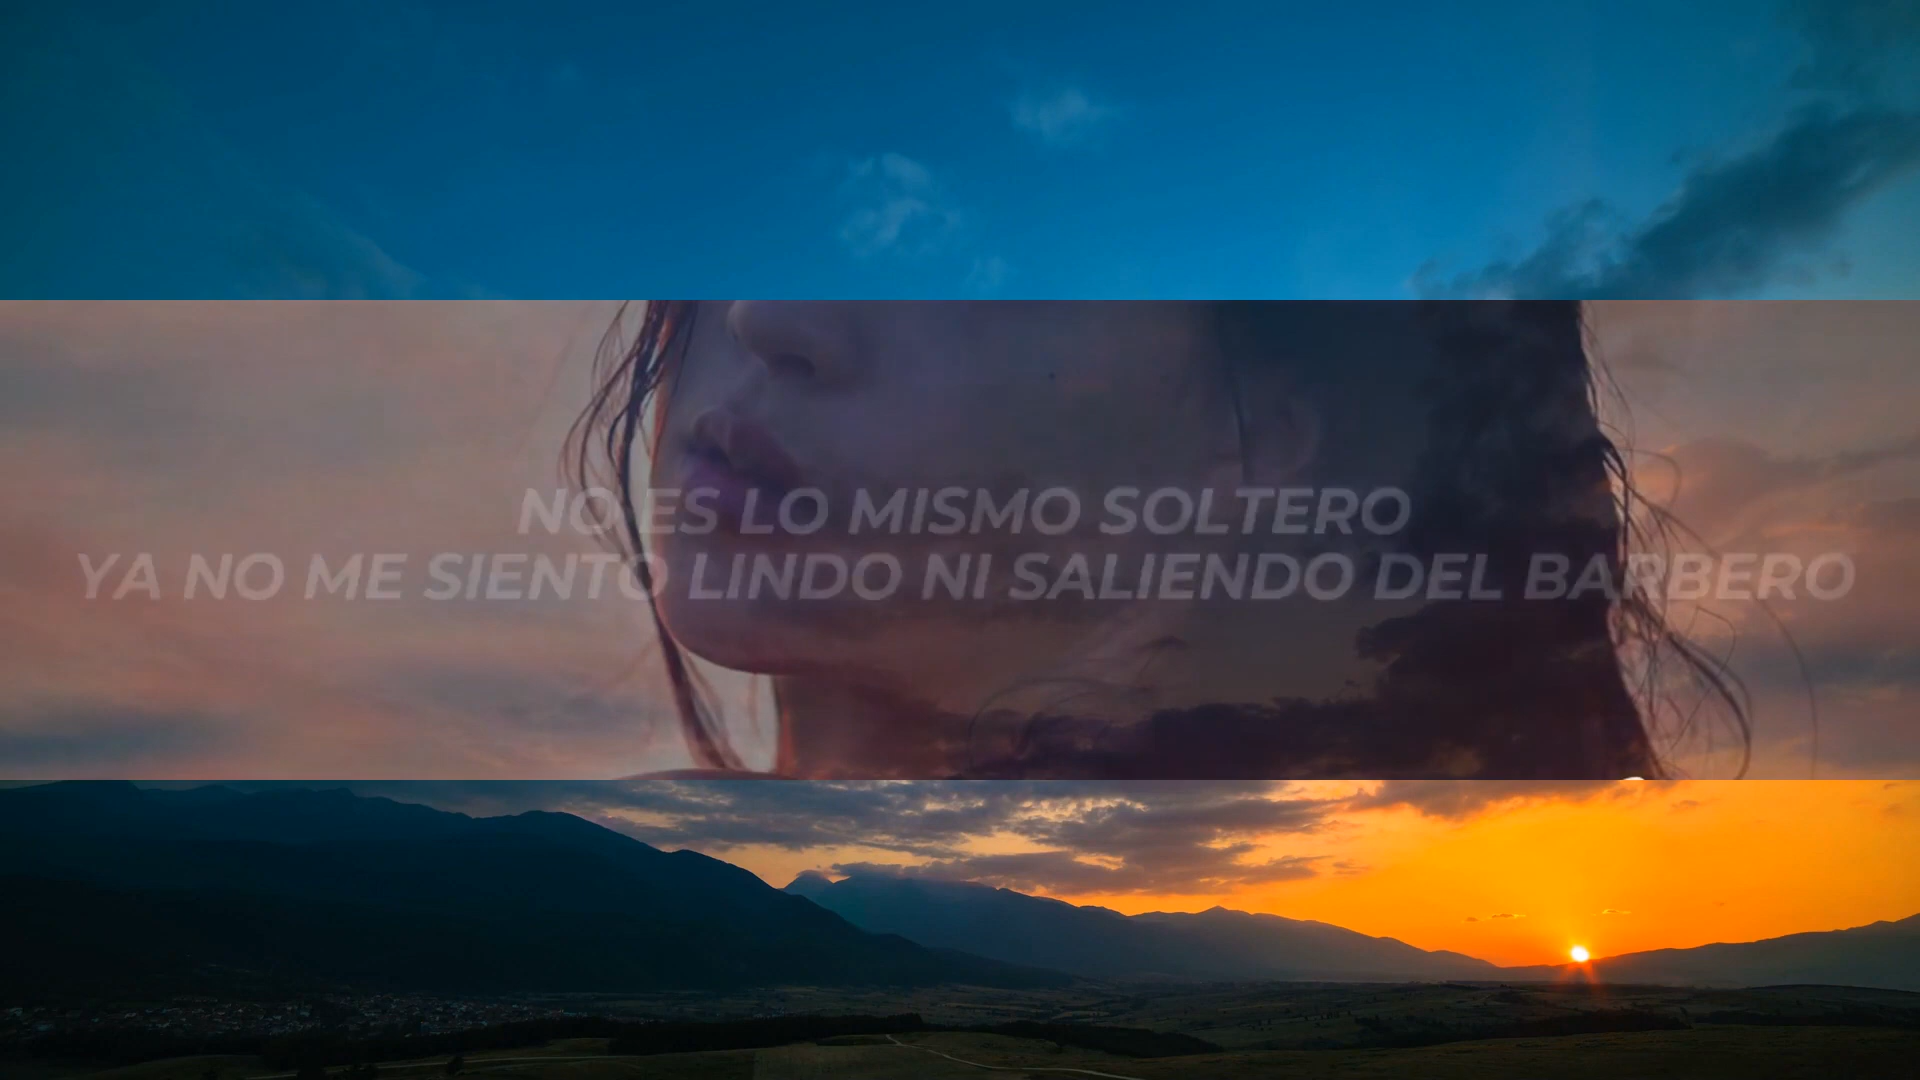 NO ES LO MISMO SOLTERO
YA NO ME SIENTO LINDO NI SALIENDO DEL BARBERO